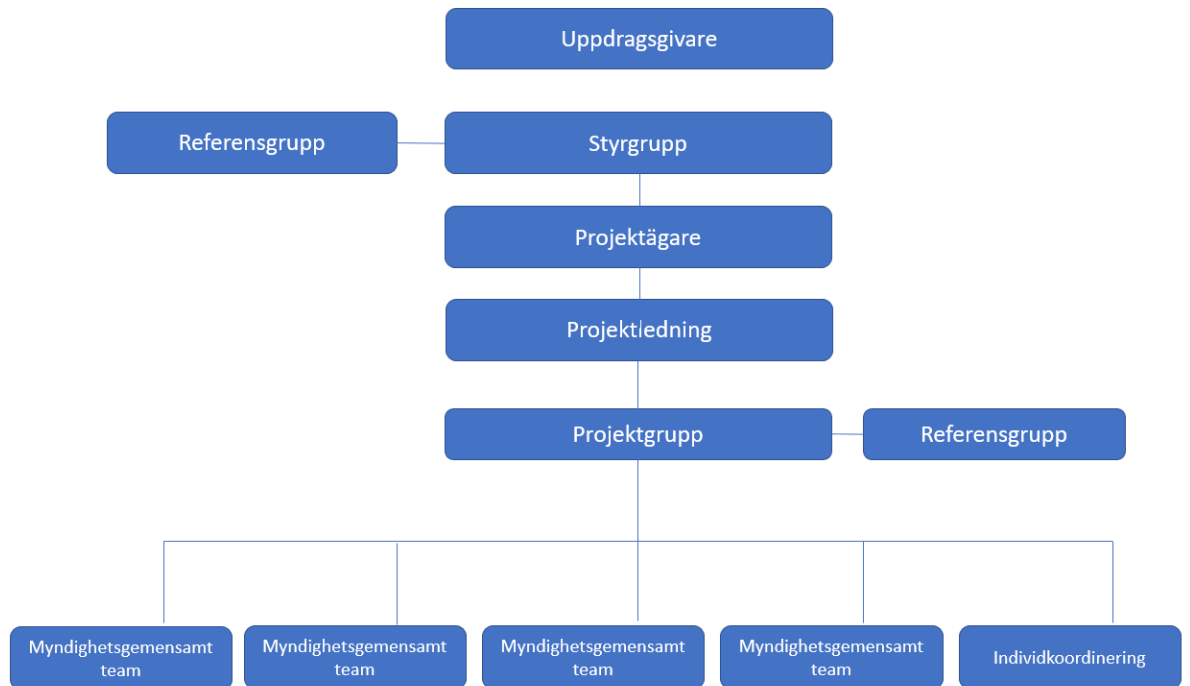 Uppdragsgivare
Referensgrupp
Styrgrupp
Projektägare
Projektledning
Projektgrupp
Referensgrupp
Myndighetsgemensamt
team
Myndighetsgemensamt
team
Myndighetsgemensamt
team
Myndighetsgemensamt
team
Individkoordinering